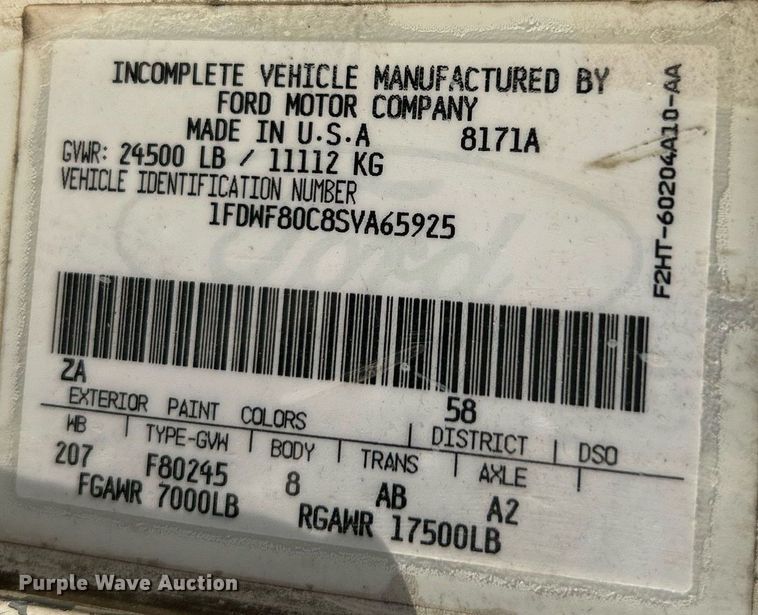 INCOMPLETE VEHICLE MANUFACTURED BY
FORD MOTOR COMPANY
MADE IN U.S.A 8171A
GVWR: 24500 LB / 11112 KG
VEHICLE IDENTIFICATION NUMBER
1FDWF80C8SVA65925
F2HT-60204A10-AA
Ford
ZA 58
EXTERIOR PAINT COLORS DISTRICT DSO
WB TYPE-GVW BODY TRANS AXLE
207 F80245 8 AB A2
FGAWR 7000LB RGAWR 17500LB
Purple Wave Auction